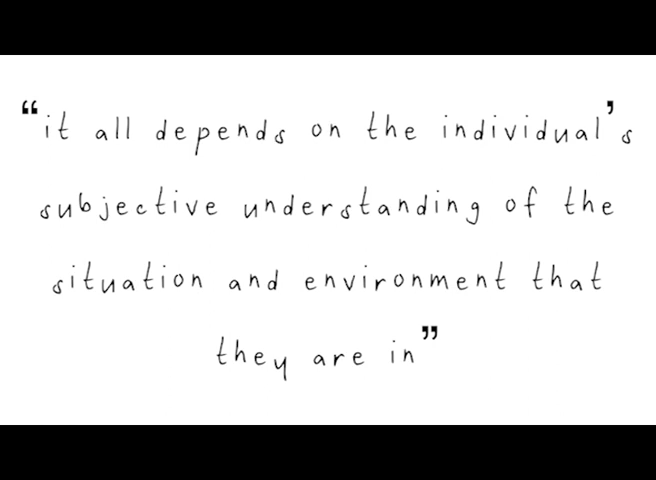 “it all depends on the individual’s
subjective understanding of the
situation and environment that
they are in”